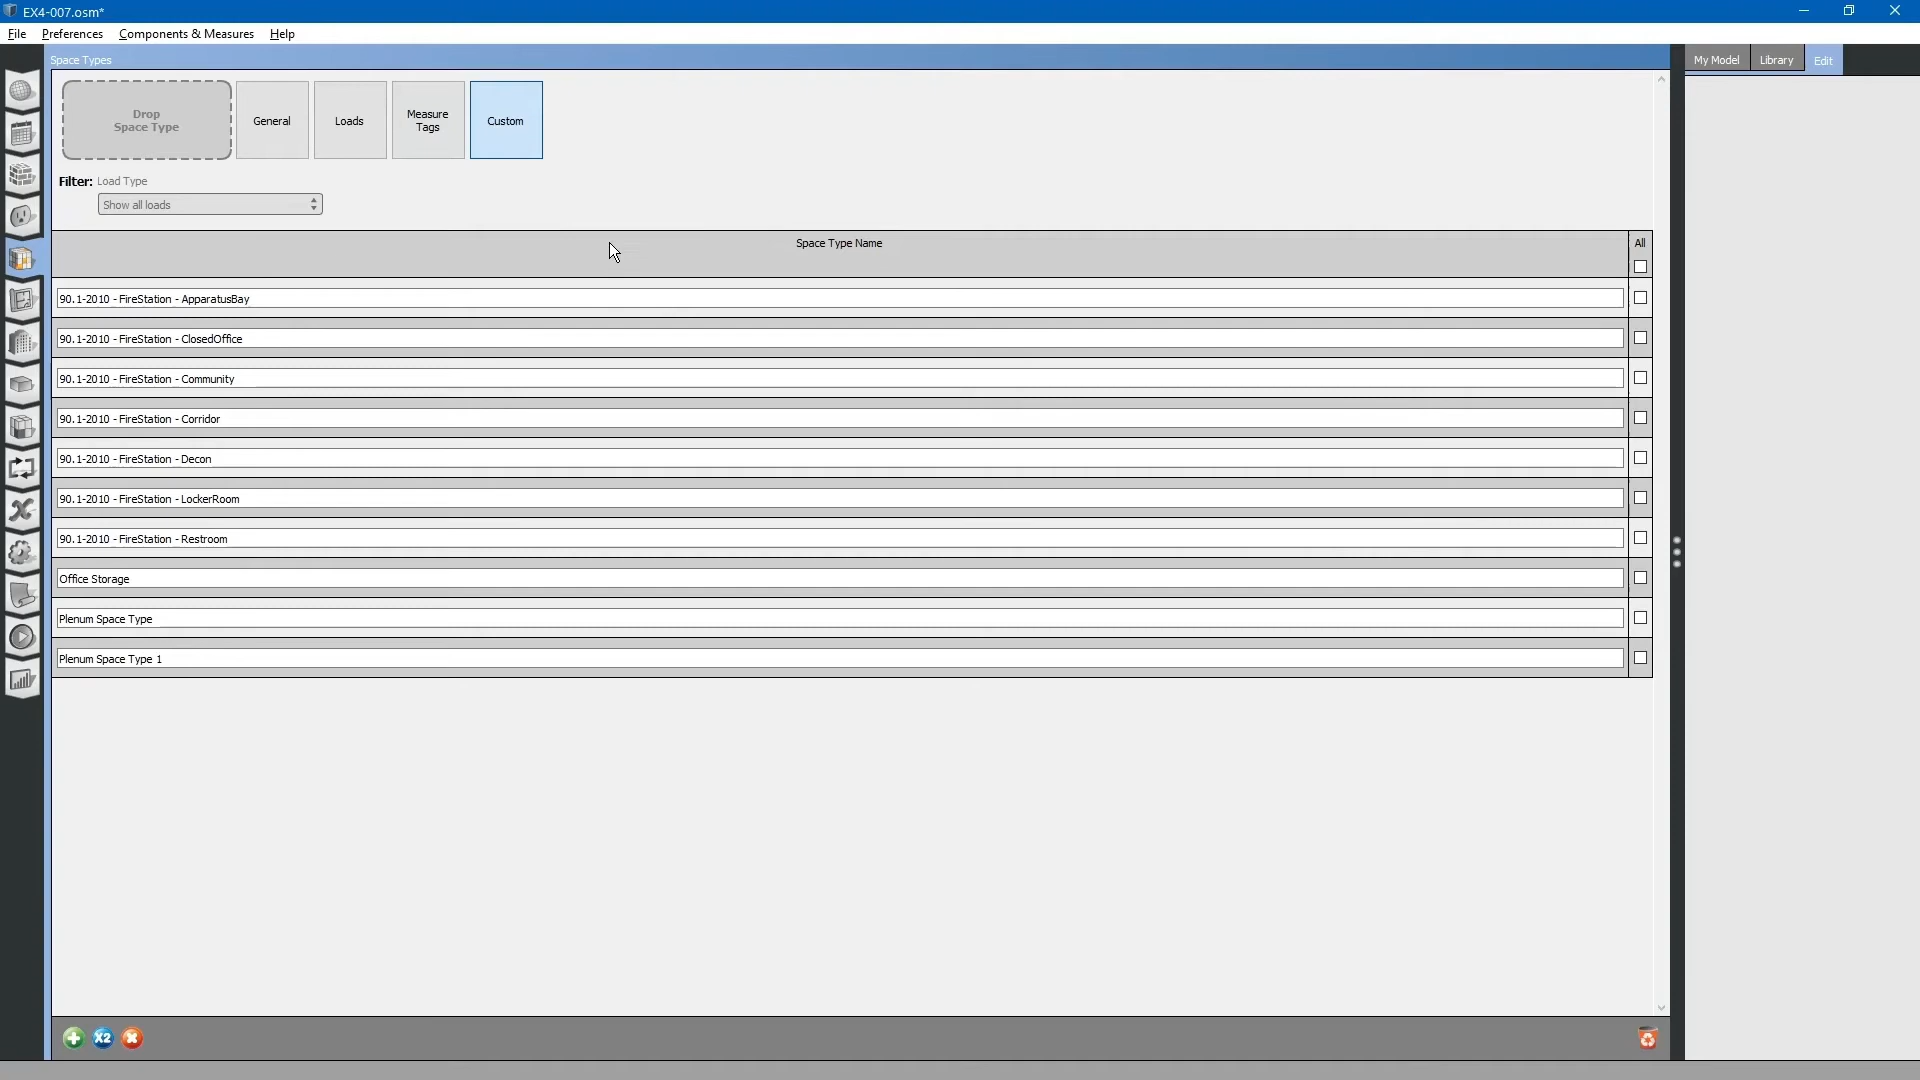 EX4-007.osm*
File Preferences Components & Measures Help
Space Types
My Model Library Edit
Drop
Space Type
General
Loads
Measure
Tags
Custom
Filter: Load Type
Show all loads
Space Type Name
All
90.1-2010 - FireStation - ApparatusBay
90.1-2010 - FireStation - ClosedOffice
90.1-2010 - FireStation - Community
90.1-2010 - FireStation - Corridor
90.1-2010 - FireStation - Decon
90.1-2010 - FireStation - LockerRoom
90.1-2010 - FireStation - Restroom
Office Storage
Plenum Space Type
Plenum Space Type 1
X2